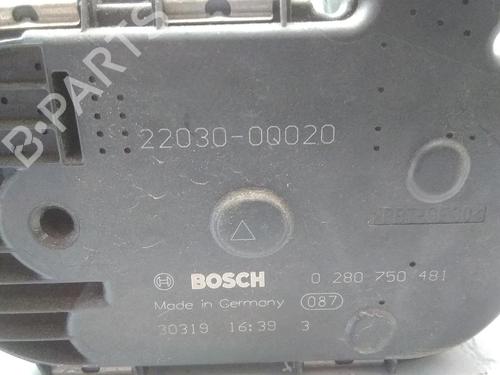 B-PARTS
22030-0Q020
BOSCH 0 280 750 481
Made in Germany 087
30319 16:39 3